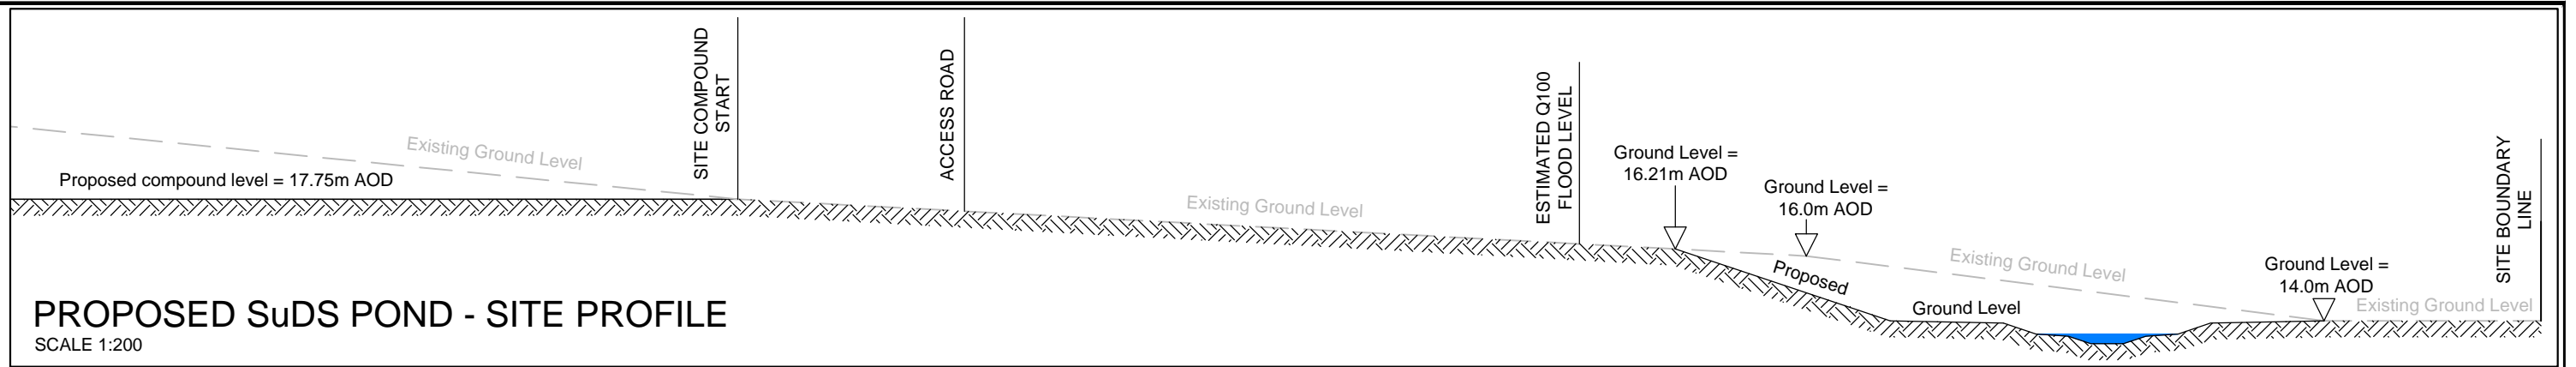 SITE COMPOUND
START
ACCESS ROAD
ESTIMATED Q100
FLOOD LEVEL
SITE BOUNDARY
LINE
Existing Ground Level
Proposed compound level = 17.75m AOD
Existing Ground Level
Ground Level =
16.21m AOD
Ground Level =
16.0m AOD
Existing Ground Level
Ground Level =
14.0m AOD
Existing Ground Level
Proposed
Ground Level
PROPOSED SuDS POND - SITE PROFILE
SCALE 1:200